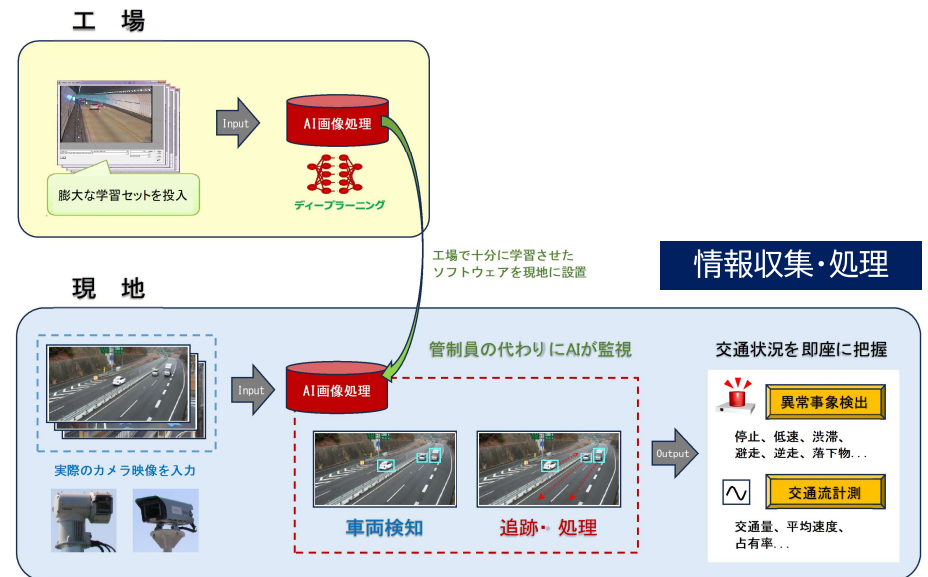 工 場
Input
AI画像処理
膨大な学習セットを投入
ディープラーニング
工場で十分に学習させた
ソフトウェアを現地に設置
情報収集・処理
現 地
管制員の代わりにAIが監視
交通状況を即座に把握
Input
AI画像処理
異常事象検出
停止、低速、渋滞、
避走、逆走、落下物...
実際のカメラ映像を入力
Output
交通流計測
車両検知
追跡・処理
交通量、平均速度、
占有率...